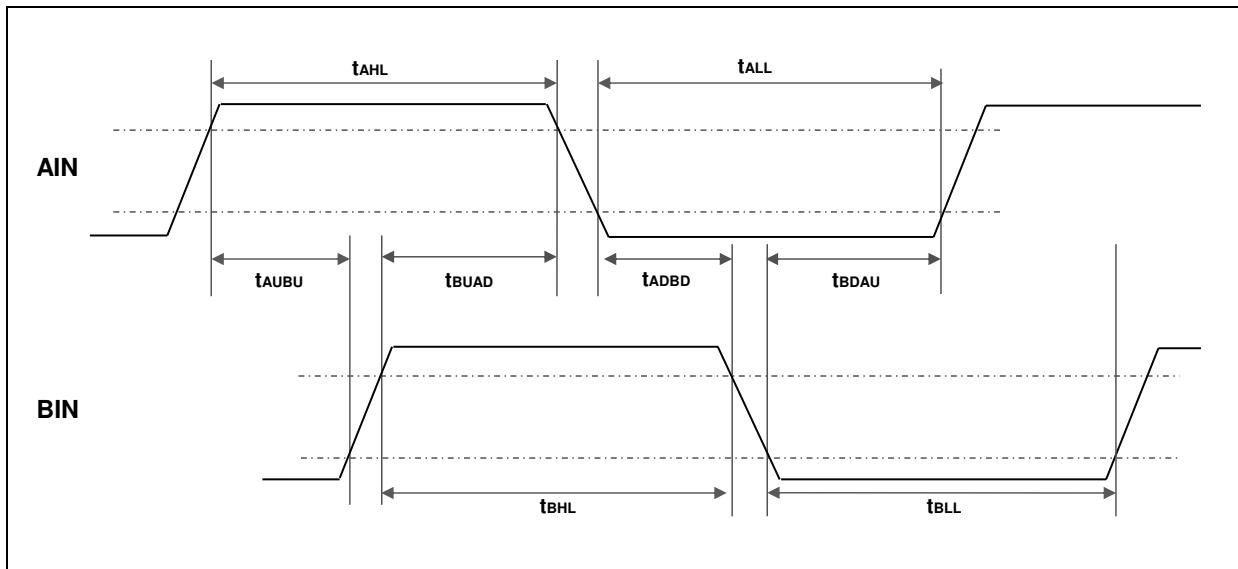 tAHL
tALL
AIN
tAUBU
tBUAD
tADBD
tBDAU
BIN
tBHL
tBLL